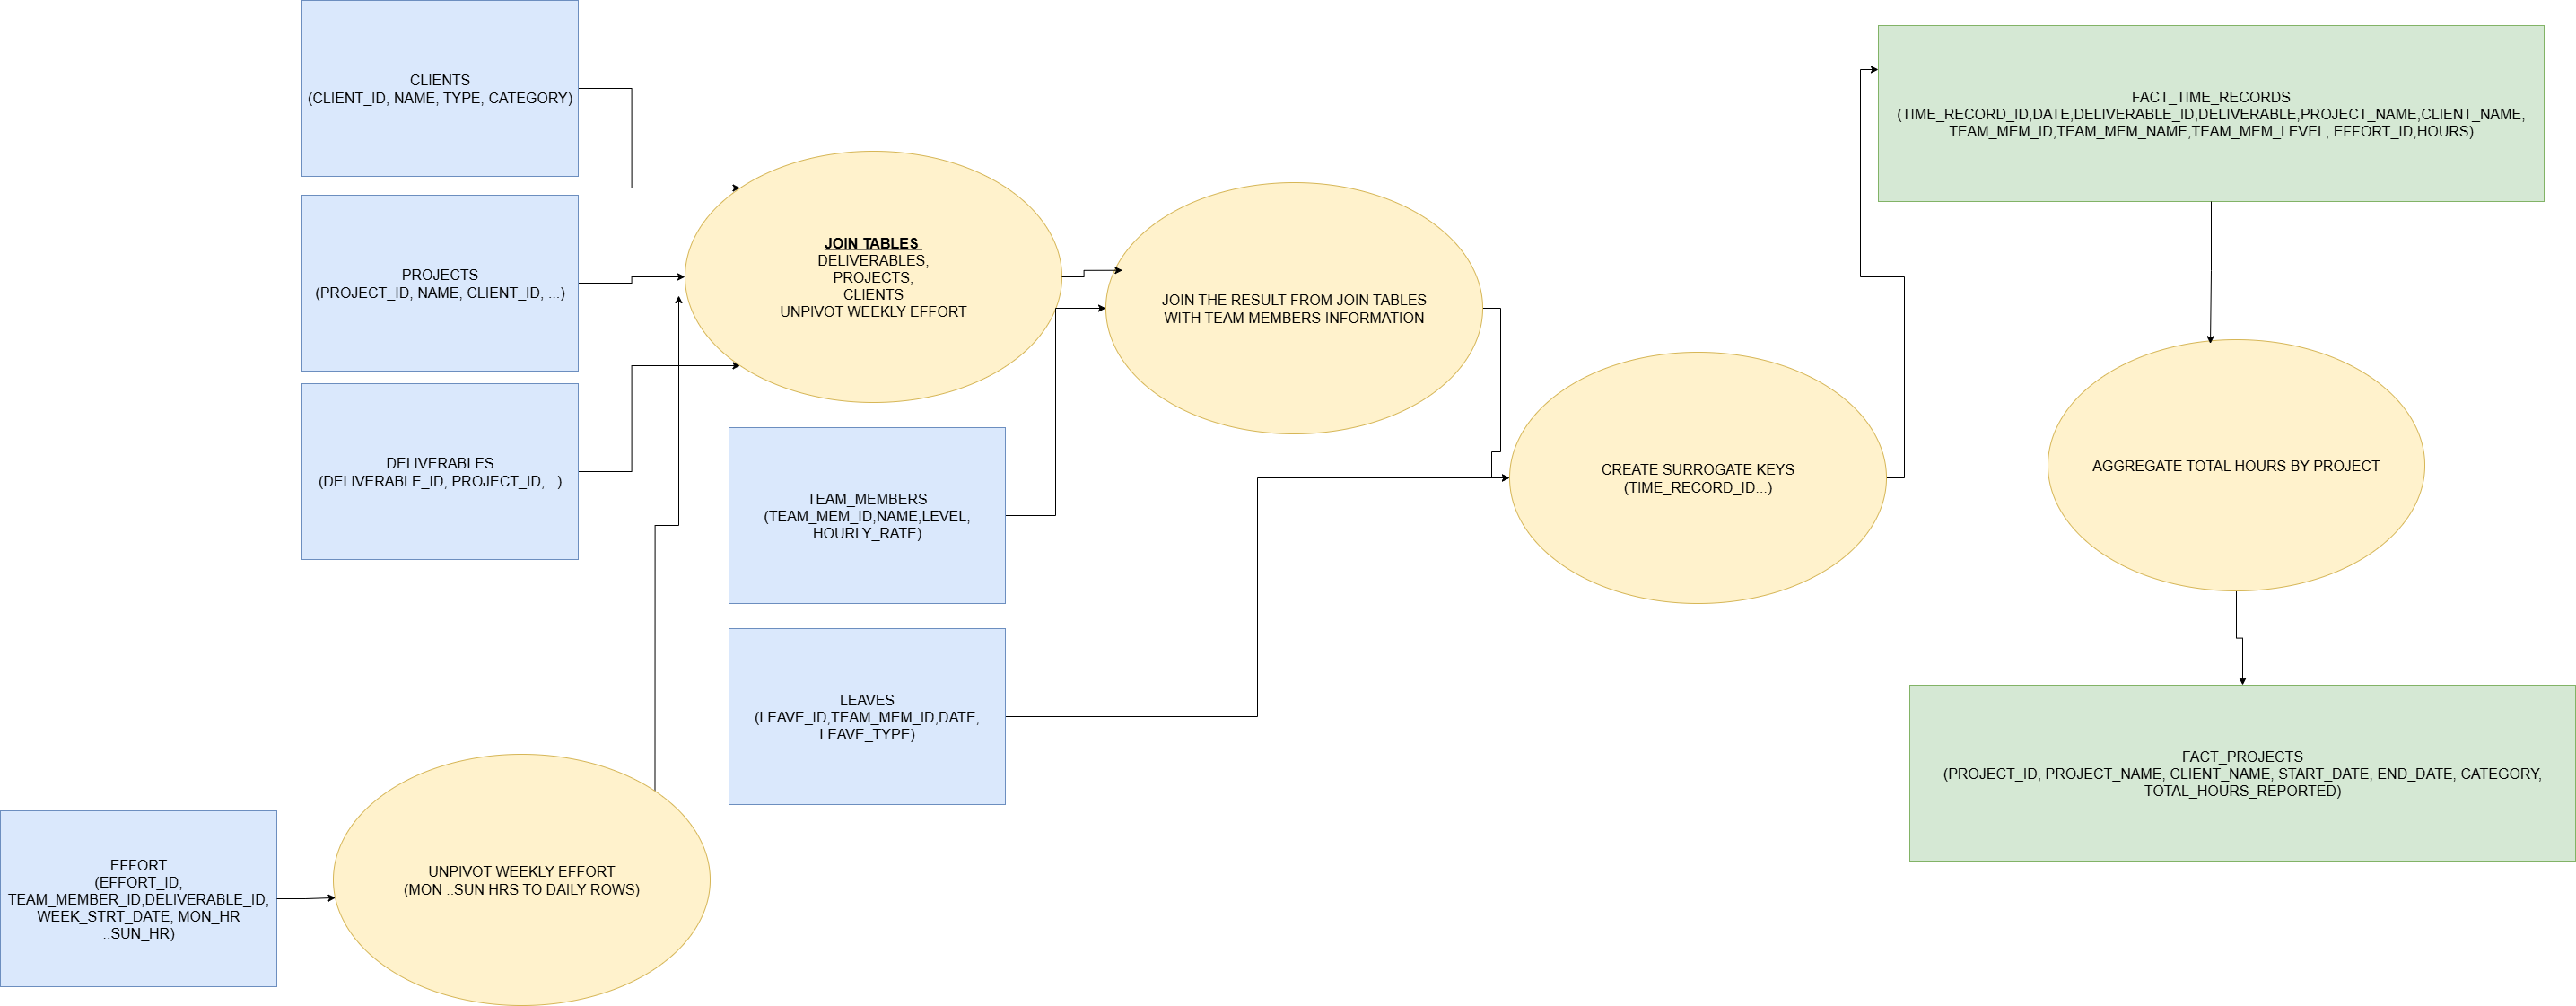 CLIENTS
(CLIENT_ID, NAME, TYPE, CATEGORY)
PROJECTS
(PROJECT_ID, NAME, CLIENT_ID, ...)
DELIVERABLES
(DELIVERABLE_ID, PROJECT_ID,...)
EFFORT
(EFFORT_ID,
TEAM_MEMBER_ID,DELIVERABLE_ID,
WEEK_STRT_DATE, MON_HR
..SUN_HR)
UNPIVOT WEEKLY EFFORT
(MON ..SUN HRS TO DAILY ROWS)
JOIN TABLES
DELIVERABLES,
PROJECTS,
CLIENTS
UNPIVOT WEEKLY EFFORT
TEAM_MEMBERS
(TEAM_MEM_ID,NAME,LEVEL,
HOURLY_RATE)
LEAVES
(LEAVE_ID,TEAM_MEM_ID,DATE,
LEAVE_TYPE)
JOIN THE RESULT FROM JOIN TABLES
WITH TEAM MEMBERS INFORMATION
CREATE SURROGATE KEYS
(TIME_RECORD_ID...)
FACT_TIME_RECORDS
(TIME_RECORD_ID,DATE,DELIVERABLE_ID,DELIVERABLE,PROJECT_NAME,CLIENT_NAME,
TEAM_MEM_ID,TEAM_MEM_NAME,TEAM_MEM_LEVEL, EFFORT_ID,HOURS)
AGGREGATE TOTAL HOURS BY PROJECT
FACT_PROJECTS
(PROJECT_ID, PROJECT_NAME, CLIENT_NAME, START_DATE, END_DATE, CATEGORY,
TOTAL_HOURS_REPORTED)